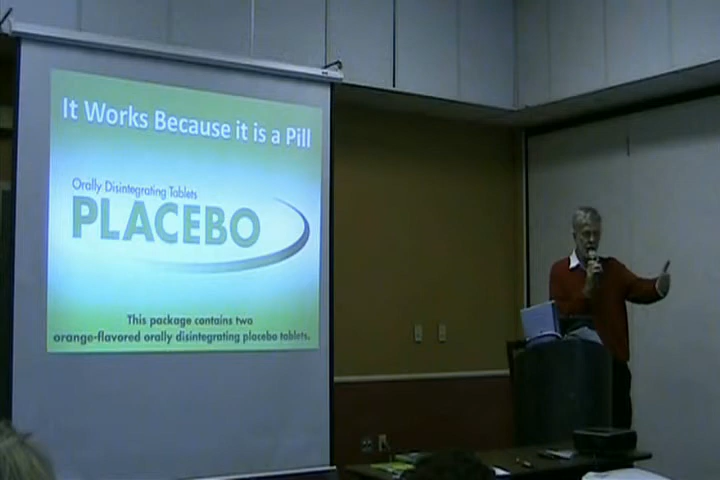 It Works Because it is a Pill
Orally Disintegrating Tablets
PLACEBO
This package contains two
orange-flavored orally disintegrating placebo tablets.